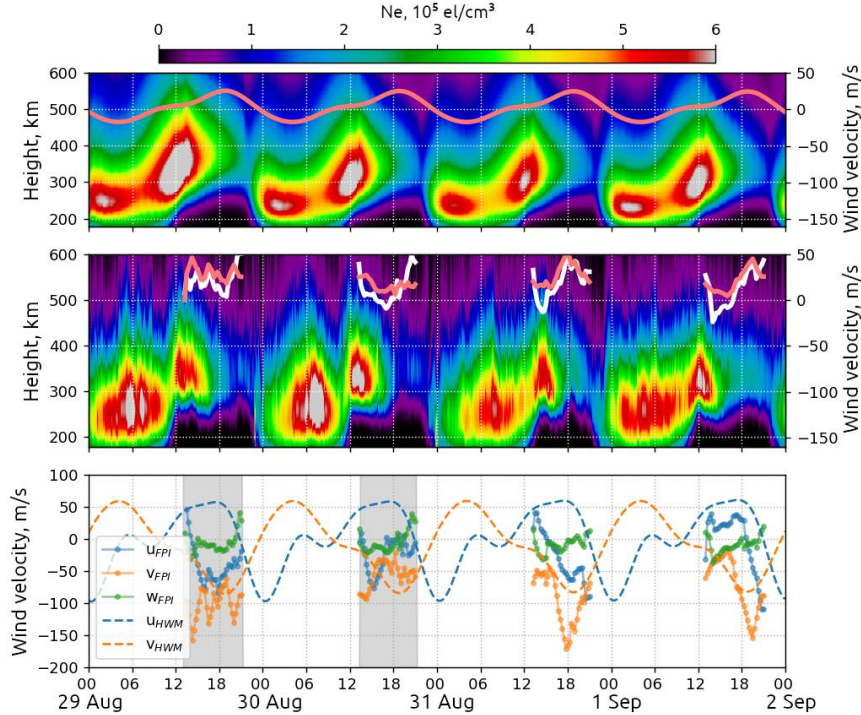 Ne, 10⁵ el/cm³
0 1 2 3 4 5 6
600
500
400
300
200
Height, km
50
0
−50
−100
−150
Wind velocity, m/s
600
500
400
300
200
Height, km
50
0
−50
−100
−150
Wind velocity, m/s
100
50
0
−50
−100
−150
−200
Wind velocity, m/s
u_FPI
v_FPI
w_FPI
u_HWM
v_HWM
00 06 12 18 00 06 12 18 00 06 12 18 00 06 12 18 00
29 Aug 30 Aug 31 Aug 1 Sep 2 Sep